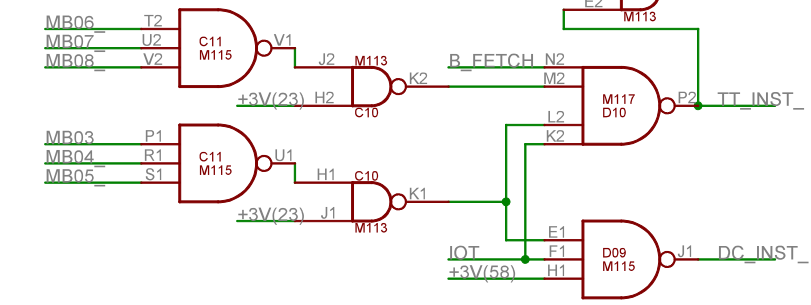 E2
M113
MB06_ T2
MB07_ U2
MB08_ V2
C11
M115
V1
J2
+3V(23) H2
M113
C10
K2
B_FETCH N2
M2
L2
K2
M117
D10
P2
TT_INST_
MB03 P1
MB04_ R1
MB05_ S1
C11
M115
U1
H1
+3V(23) J1
C10
M113
K1
E1
IOT F1
+3V(58) H1
D09
M115
J1
DC_INST_